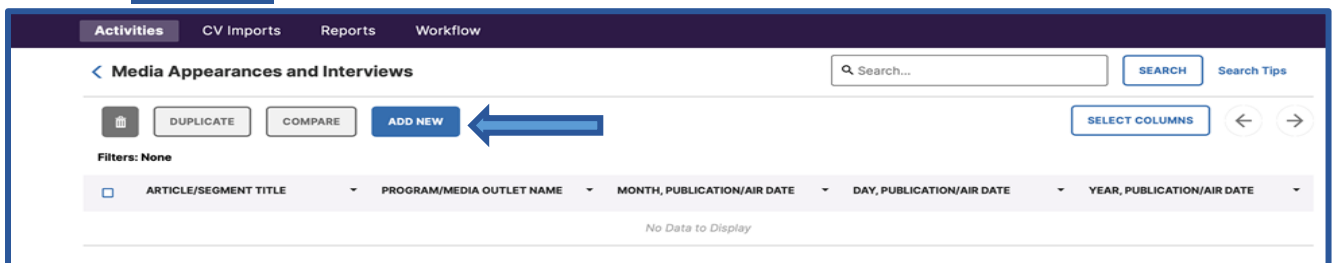 Activities CV Imports Reports Workflow
< Media Appearances and Interviews Search... SEARCH Search Tips
DUPLICATE COMPARE ADD NEW SELECT COLUMNS ← →
Filters: None
ARTICLE/SEGMENT TITLE PROGRAM/MEDIA OUTLET NAME MONTH, PUBLICATION/AIR DATE DAY, PUBLICATION/AIR DATE YEAR, PUBLICATION/AIR DATE
No Data to Display